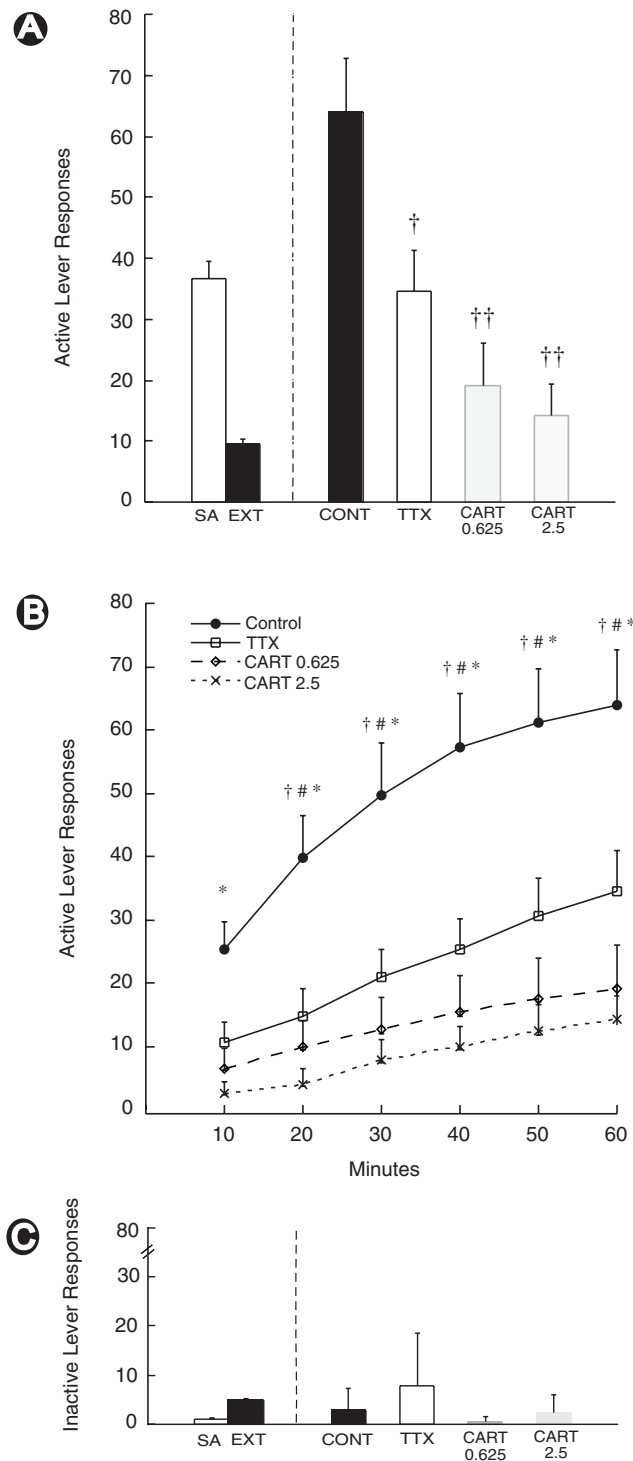 A
Active Lever Responses
80
70
60
50
40
30
20
10
0
†
††
††
SA EXT CONT TTX CART 0.625 CART 2.5
B
Active Lever Responses
80
70
60
50
40
30
20
10
0
Control
TTX
CART 0.625
CART 2.5
*
† # *
† # *
† # *
† # *
† # *
10 20 30 40 50 60
Minutes
C
Inactive Lever Responses
80
30
20
10
0
SA EXT CONT TTX CART 0.625 CART 2.5